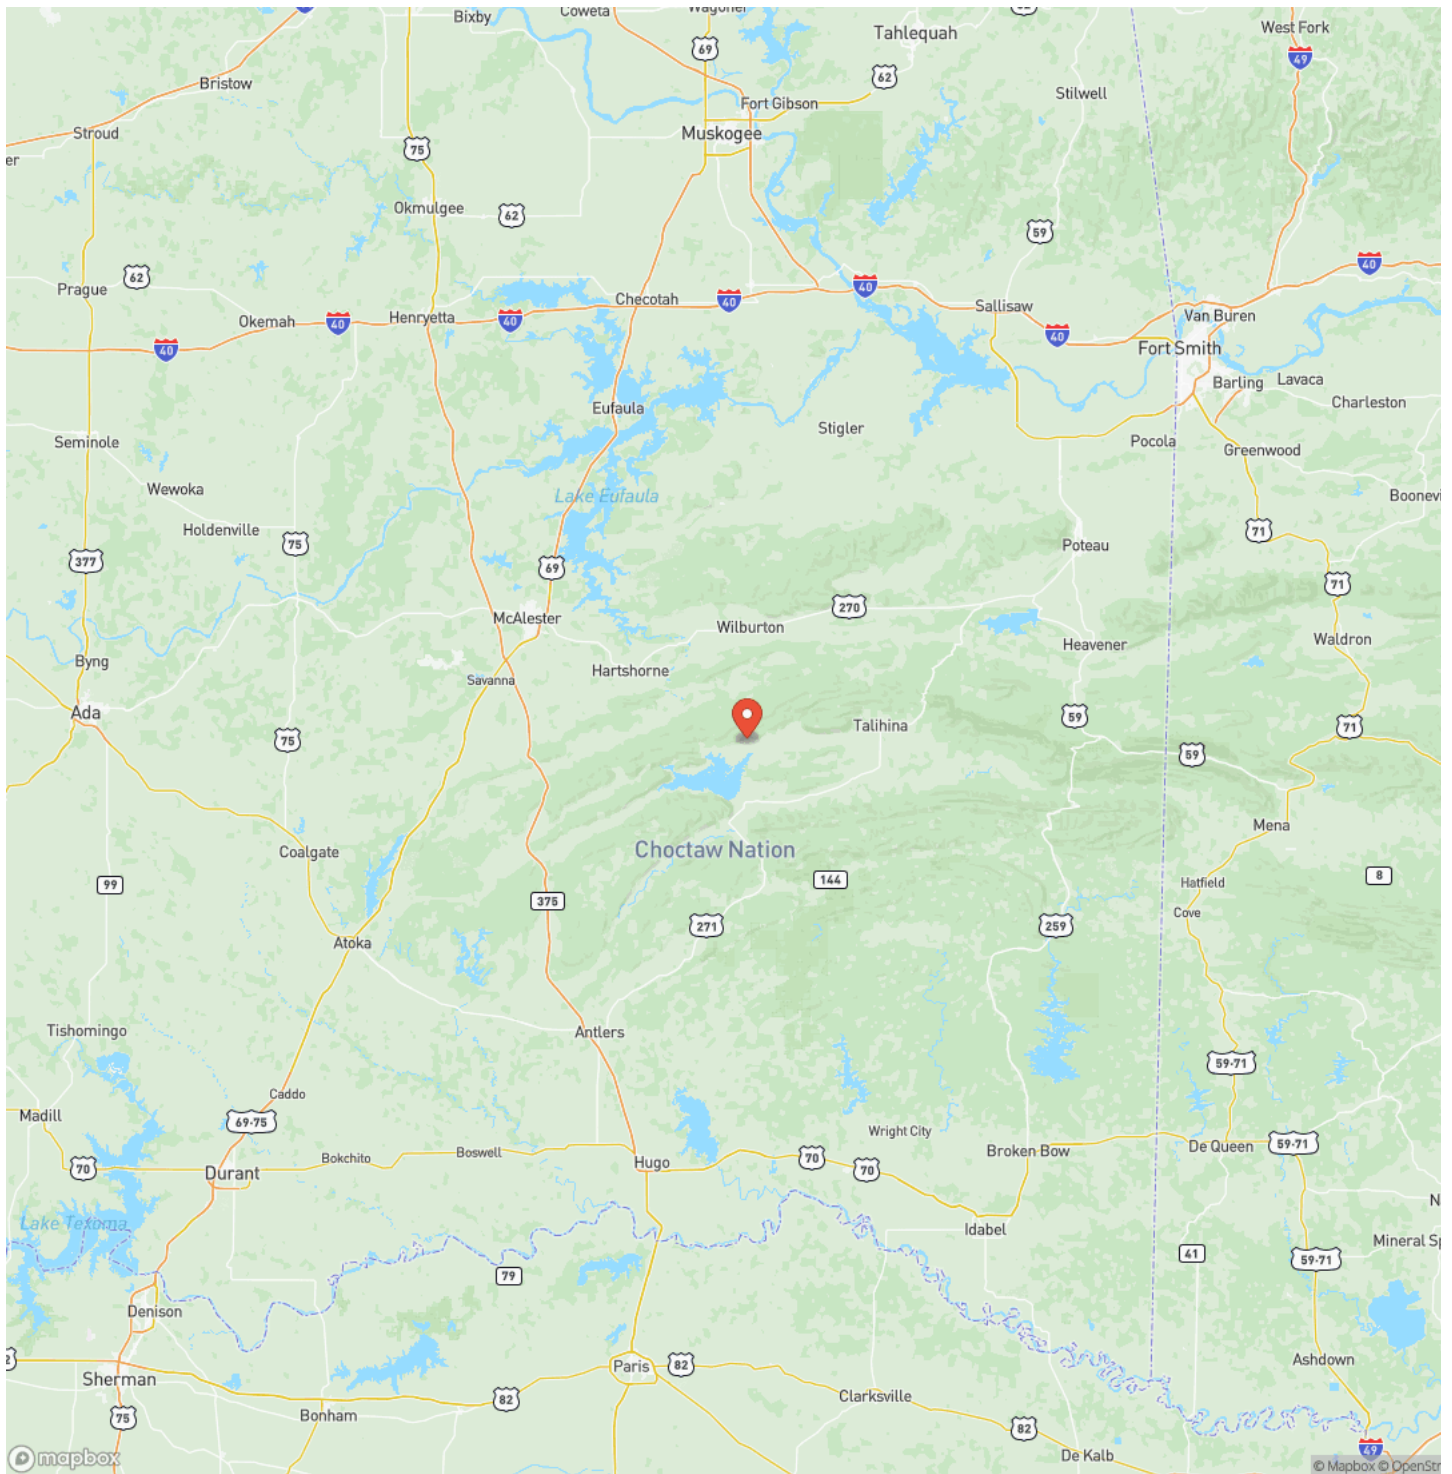 Bixby
Coweta
Wagoner
Tahlequah
West Fork
69
62
49
Bristow
Fort Gibson
Stilwell
Stroud
Muskogee
75
er
Okmulgee
62
59
62
Prague
Checotah
40
40
40
Sallisaw
Okemah
40
Henryetta
40
Van Buren
40
40
Fort Smith
Barling
Lavaca
Charleston
Eufaula
Stigler
Seminole
Pocola
Greenwood
Wewoka
Lake Eufaula
Boonevi
Holdenville
75
71
Poteau
377
69
71
270
McAlester
Wilburton
Waldron
Heavener
Byng
Hartshorne
Savanna
Ada
59
71
Talihina
75
59
Mena
Choctaw Nation
Coalgate
144
8
99
Hatfield
375
Cove
271
259
Atoka
Tishomingo
Antlers
59-71
Caddo
Madill
69-75
Wright City
59-71
De Queen
Broken Bow
Boswell
Bokchito
70
Durant
Hugo
70
70
N
Lake Texoma
Idabel
Mineral Sp
41
59-71
79
Denison
2
Paris
82
Ashdown
Sherman
Clarksville
82
75
Bonham
82
De Kalb
49
mapbox
© Mapbox © OpenStr